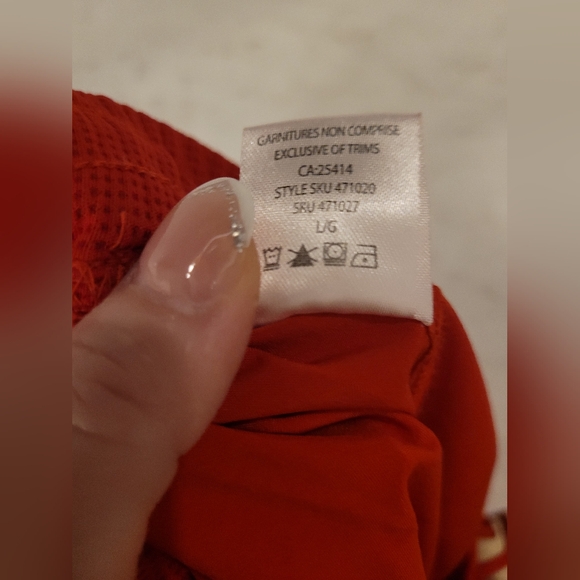 GARNITURES NON COMPRISE
EXCLUSIVE OF TRIMS
CA:25414
STYLE SKU 471020
SKU 471027
L/G